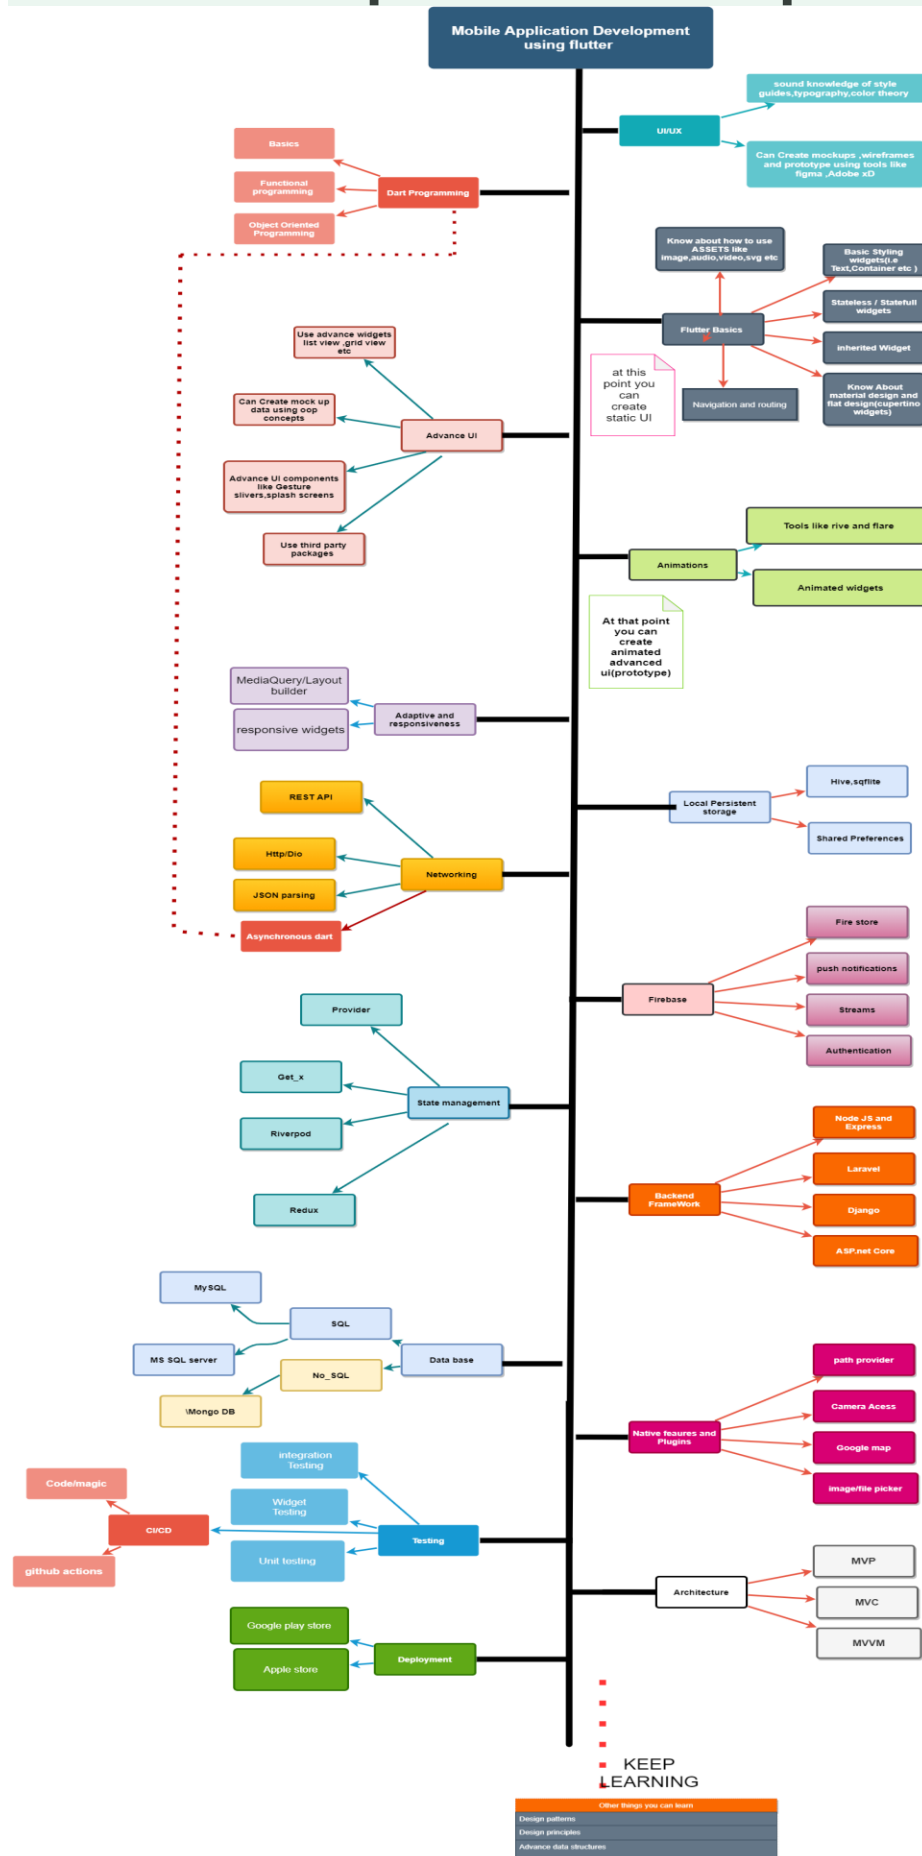 Mobile Application Development
using flutter
sound knowledge of style
guides,typography,color theory
UI/UX
Can Create mockups ,wireframes
and prototype using tools like
figma ,Adobe xD
Basics
Functional
programming
Dart Programming
Object Oriented
Programming
Know about how to use
ASSETS like
image,audio,video,svg etc
Basic Styling
widgets(i.e
Text,Container etc )
Stateless / Statefull
widgets
Flutter Basics
inherited Widget
Know About
material design and
flat design(cupertino
widgets)
Navigation and routing
at this
point you
can
create
static UI
Use advance widgets
list view ,grid view
etc
Can Create mock up
data using oop
concepts
Advance UI
Advance UI components
like Gesture
slivers,splash screens
Use third party
packages
Tools like rive and flare
Animations
Animated widgets
At that point
you can
create
animated
advanced
ui(prototype)
MediaQuery/Layout
builder
Adaptive and
responsiveness
responsive widgets
Hive,sqflite
Local Persistent
storage
Shared Preferences
REST API
Http/Dio
Networking
JSON parsing
Asynchronous dart
Fire store
push notifications
Firebase
Streams
Authentication
Provider
Get_x
State management
Riverpod
Redux
Node JS and
Express
Laravel
Backend
FrameWork
Django
ASP.net Core
MySQL
SQL
MS SQL server
Data base
No_SQL
\Mongo DB
path provider
Camera Acess
Native feaures and
Plugins
Google map
image/file picker
integration
Testing
Code/magic
Widget
Testing
CI/CD
Testing
Unit testing
github actions
MVP
Architecture
MVC
MVVM
Google play store
Deployment
Apple store
KEEP
LEARNING
Other things you can learn
Design patterns
Design principles
Advance data structures